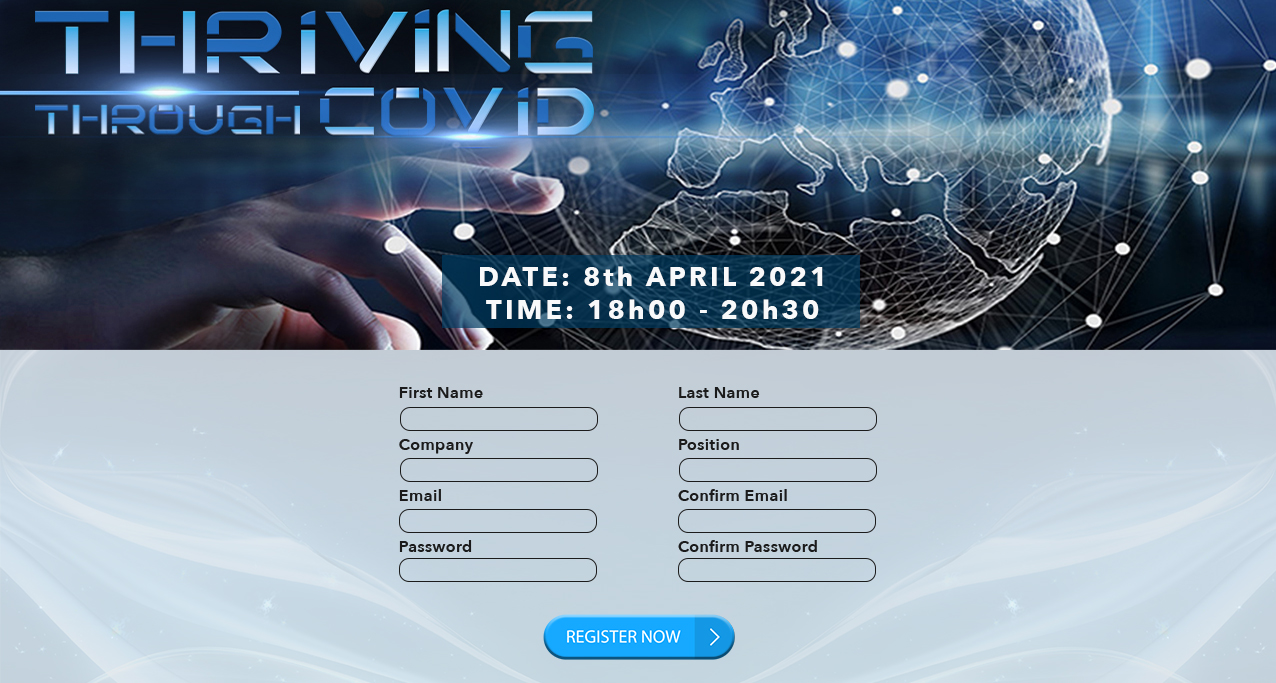 THRIVING
THROUGH COVID
DATE: 8th APRIL 2021
TIME: 18h00 - 20h30
First Name Last Name
Company Position
Email Confirm Email
Password Confirm Password
REGISTER NOW